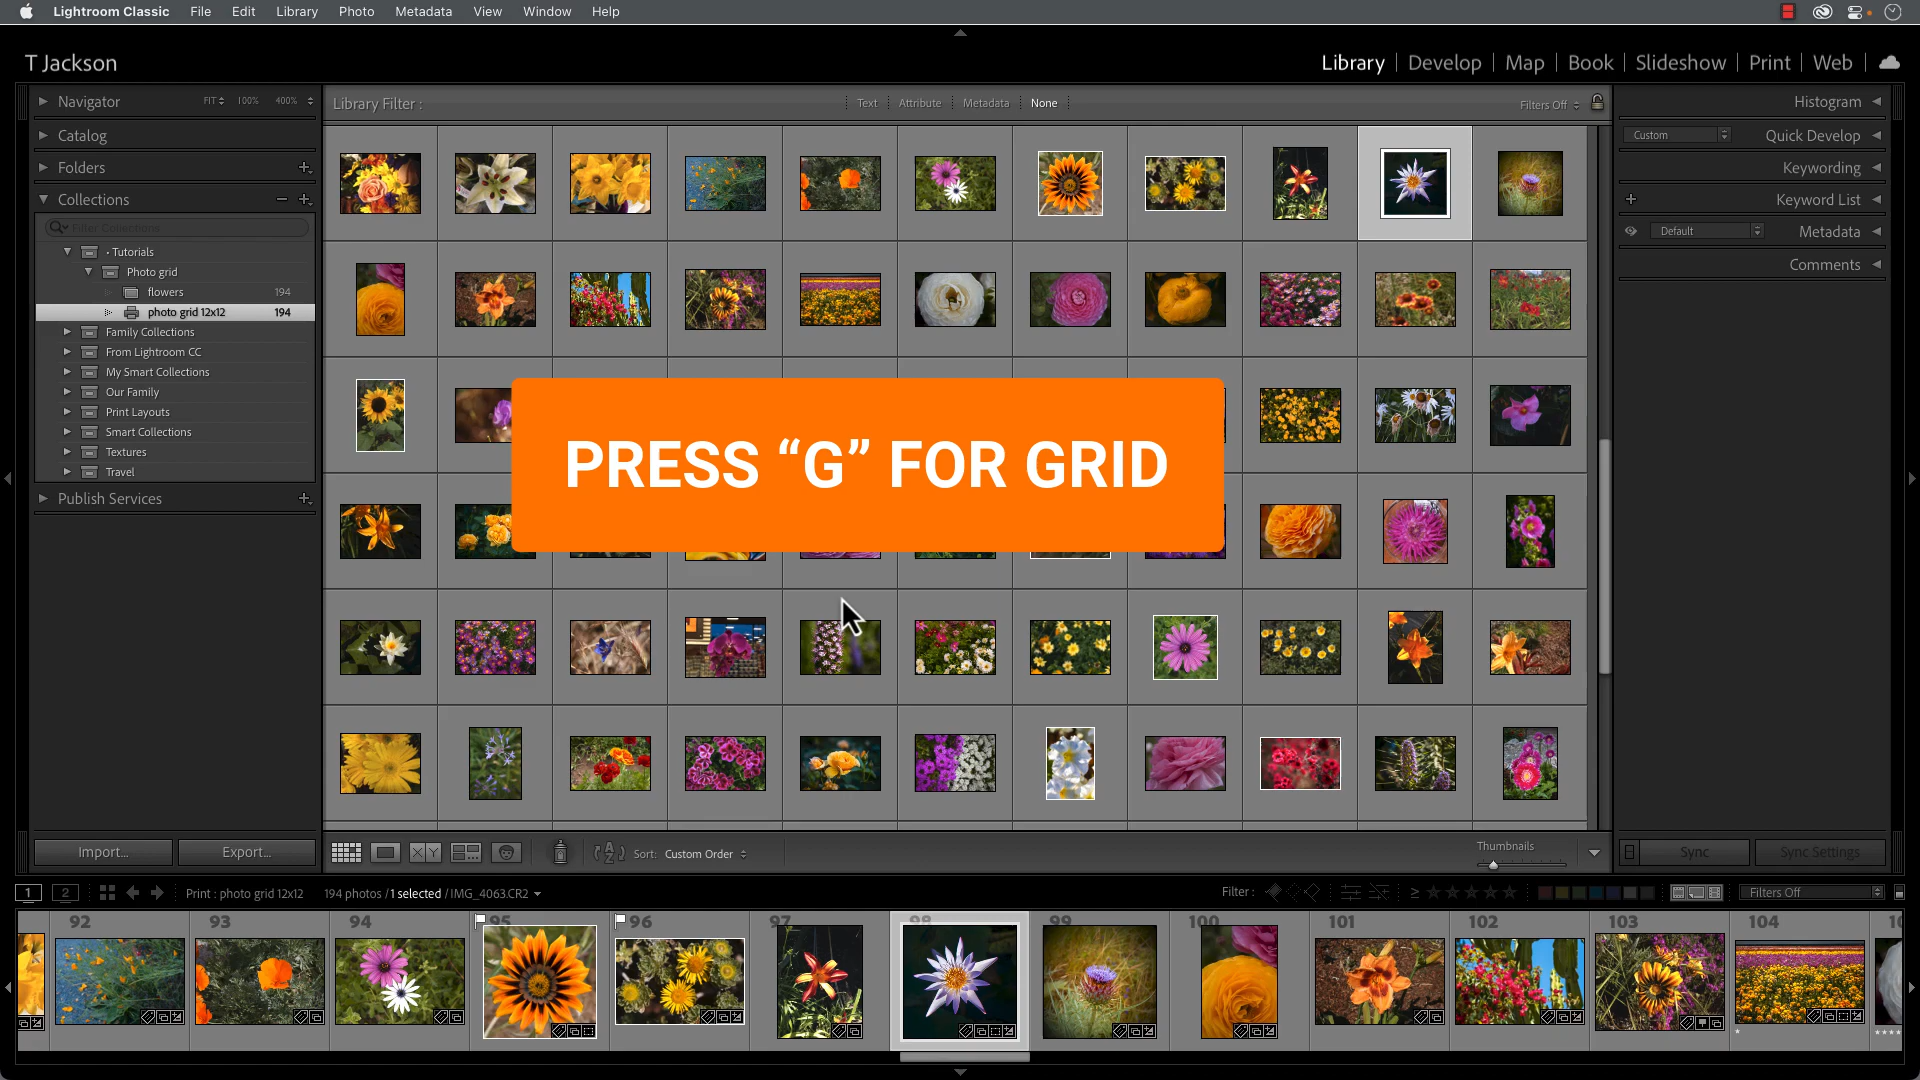 Lightroom Classic File Edit Library Photo Metadata View Window Help
T Jackson
Library Develop Map Book Slideshow Print Web
Navigator FIT 100% 400%
Catalog
Folders
Collections
Filter Collections
· Tutorials
Photo grid
flowers 194
photo grid 12x12 194
Family Collections
From Lightroom CC
My Smart Collections
Our Family
Print Layouts
Smart Collections
Textures
Travel
Publish Services
Import...
Export...
Library Filter :
Text Attribute Metadata None
Filters Off
PRESS “G” FOR GRID
Histogram
Custom Quick Develop
Keywording
Keyword List
Default Metadata
Comments
XY
Sort: Custom Order
Thumbnails
Sync
Sync Settings
1 2
Print : photo grid 12x12 194 photos / 1 selected / IMG_4063.CR2
Filter :
≥
Filters Off
92 93 94 95 96 97 98 99 100 101 102 103 104